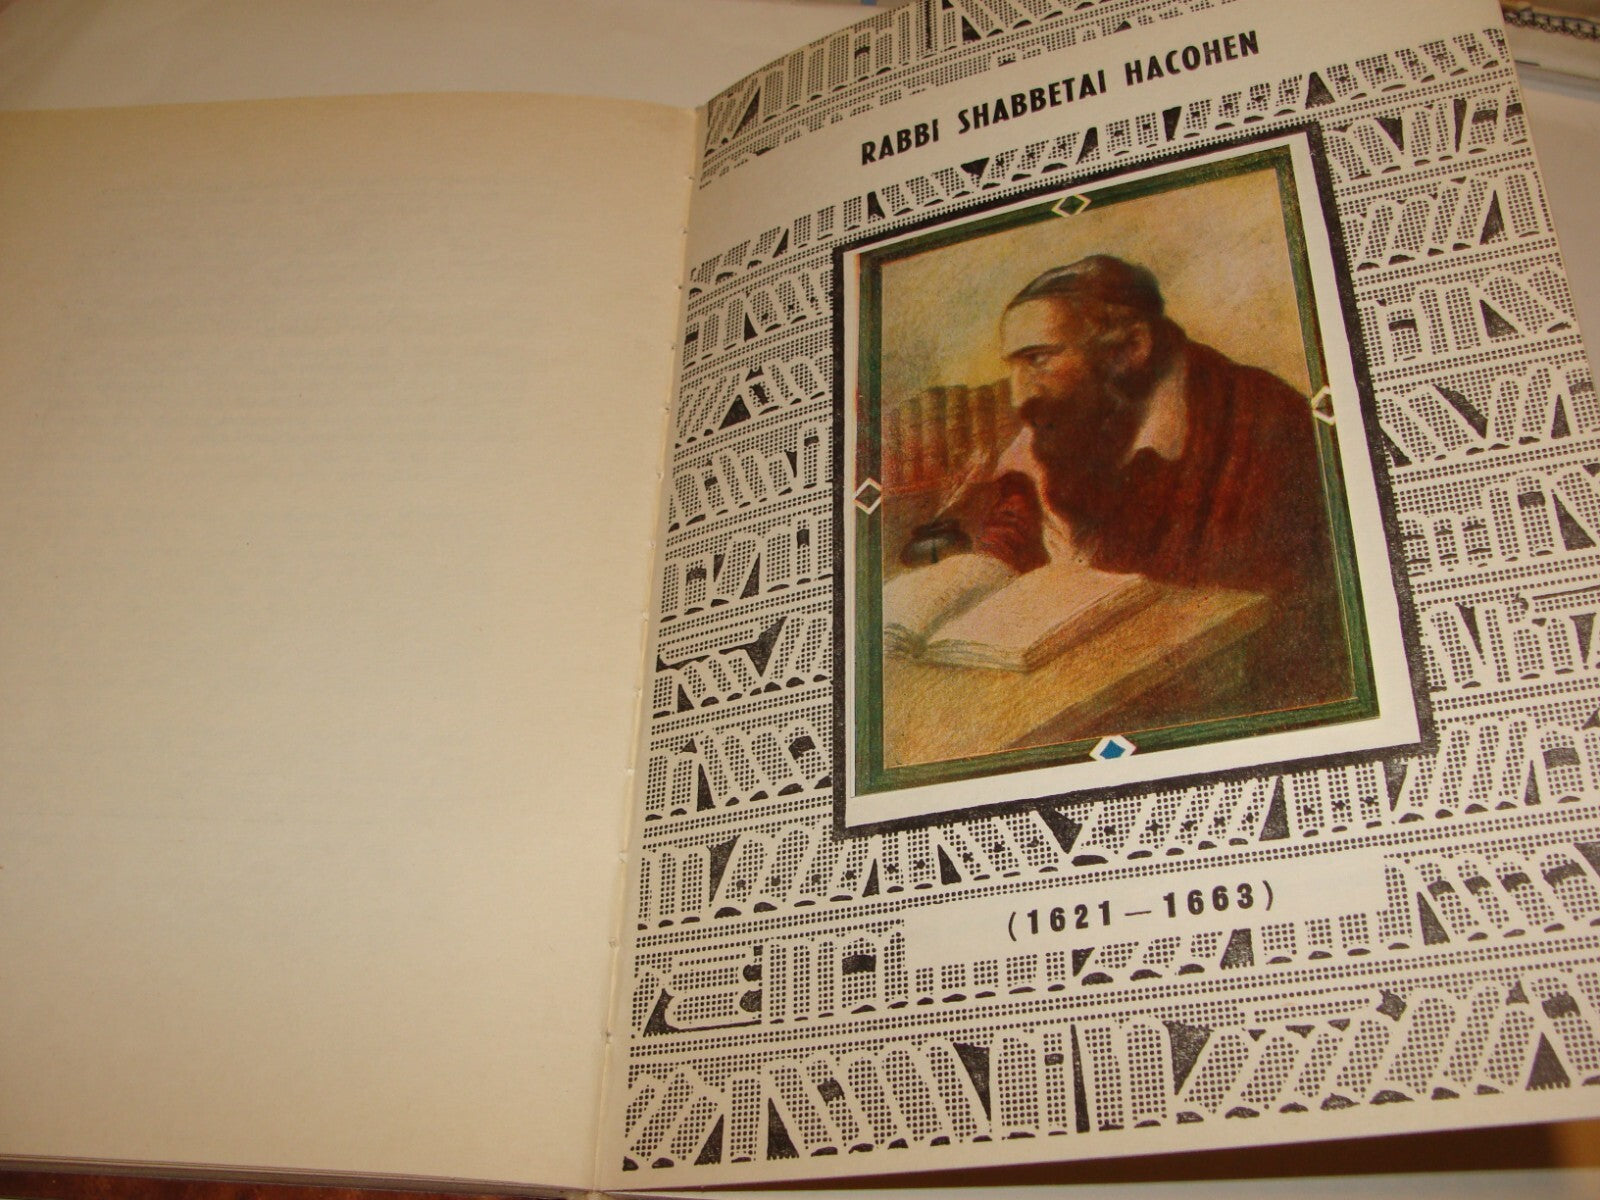 RABBI SHABBETAI HACOHEN
(1621—1663)